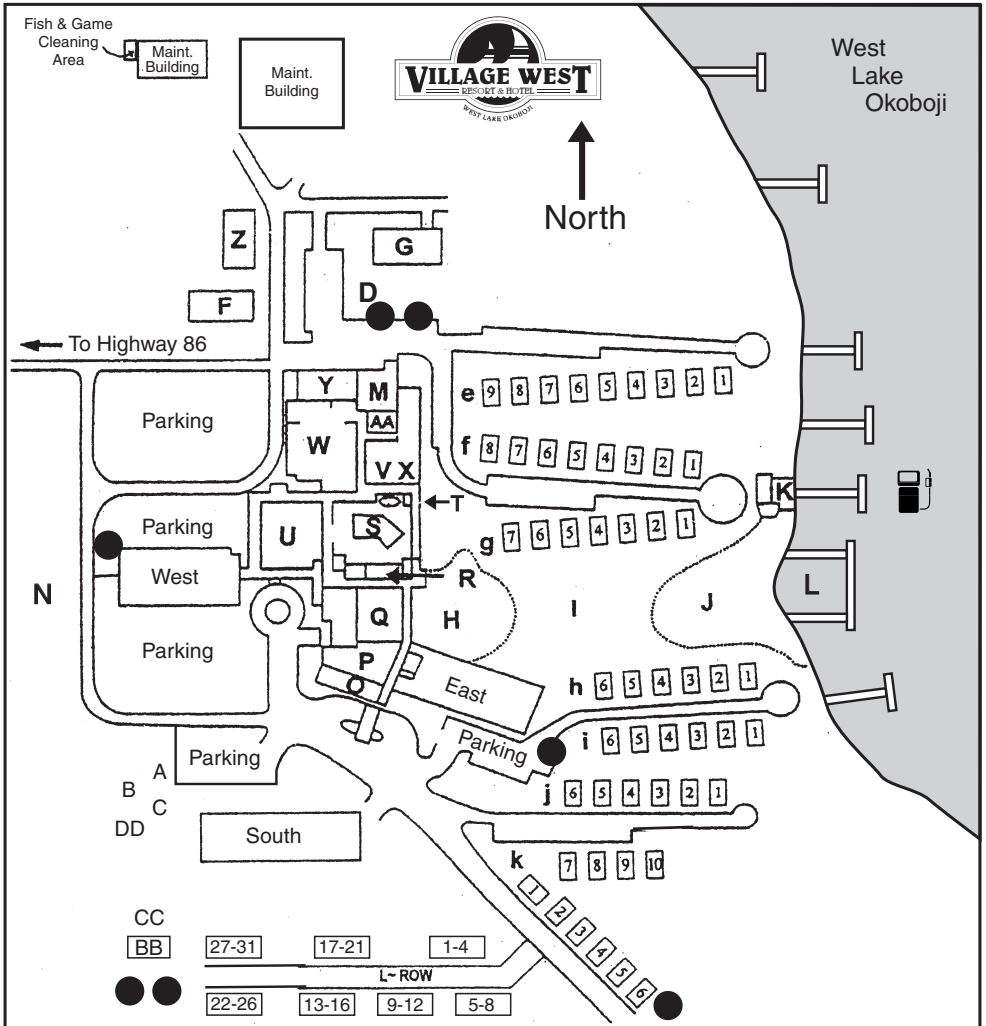 Fish & Game
Cleaning
Area
Maint.
Building
Maint.
Building
VILLAGE WEST
RESORT & HOTEL
WEST LAKE OKOBOJI
North
West
Lake
Okoboji
Z
G
F
D
To Highway 86
Parking
Y
M
AA
W
V X
e 9 8 7 6 5 4 3 2 1
f 8 7 6 5 4 3 2 1
K
Parking
U
S
T
g 7 6 5 4 3 2 1
West
R
N
Q
H
I
J
L
Parking
P
O
East
h 6 5 4 3 2 1
Parking
i 6 5 4 3 2 1
Parking
A
B
C
DD
j 6 5 4 3 2 1
South
k 7 8 9 10
1 2 3 4 5 6
CC
BB
27-31
17-21
1-4
L~ ROW
22-26
13-16
9-12
5-8